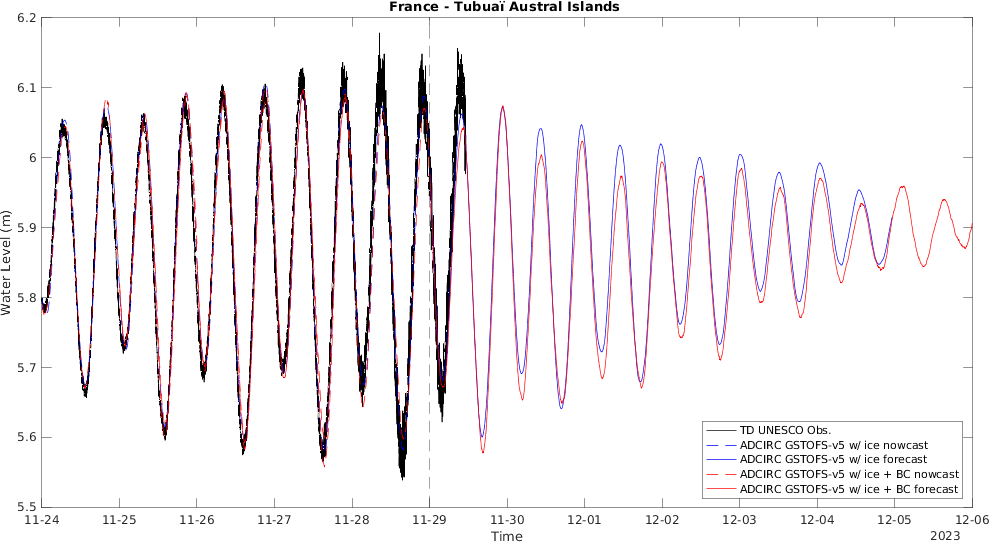 France - Tubuaï Austral Islands
6.2
6.1
6
5.9
5.8
5.7
5.6
5.5
Water Level (m)
TD UNESCO Obs.
ADCIRC GSTOFS-v5 w/ ice nowcast
ADCIRC GSTOFS-v5 w/ ice forecast
ADCIRC GSTOFS-v5 w/ ice + BC nowcast
ADCIRC GSTOFS-v5 w/ ice + BC forecast
11-24 11-25 11-26 11-27 11-28 11-29 11-30 12-01 12-02 12-03 12-04 12-05 12-06
Time 2023